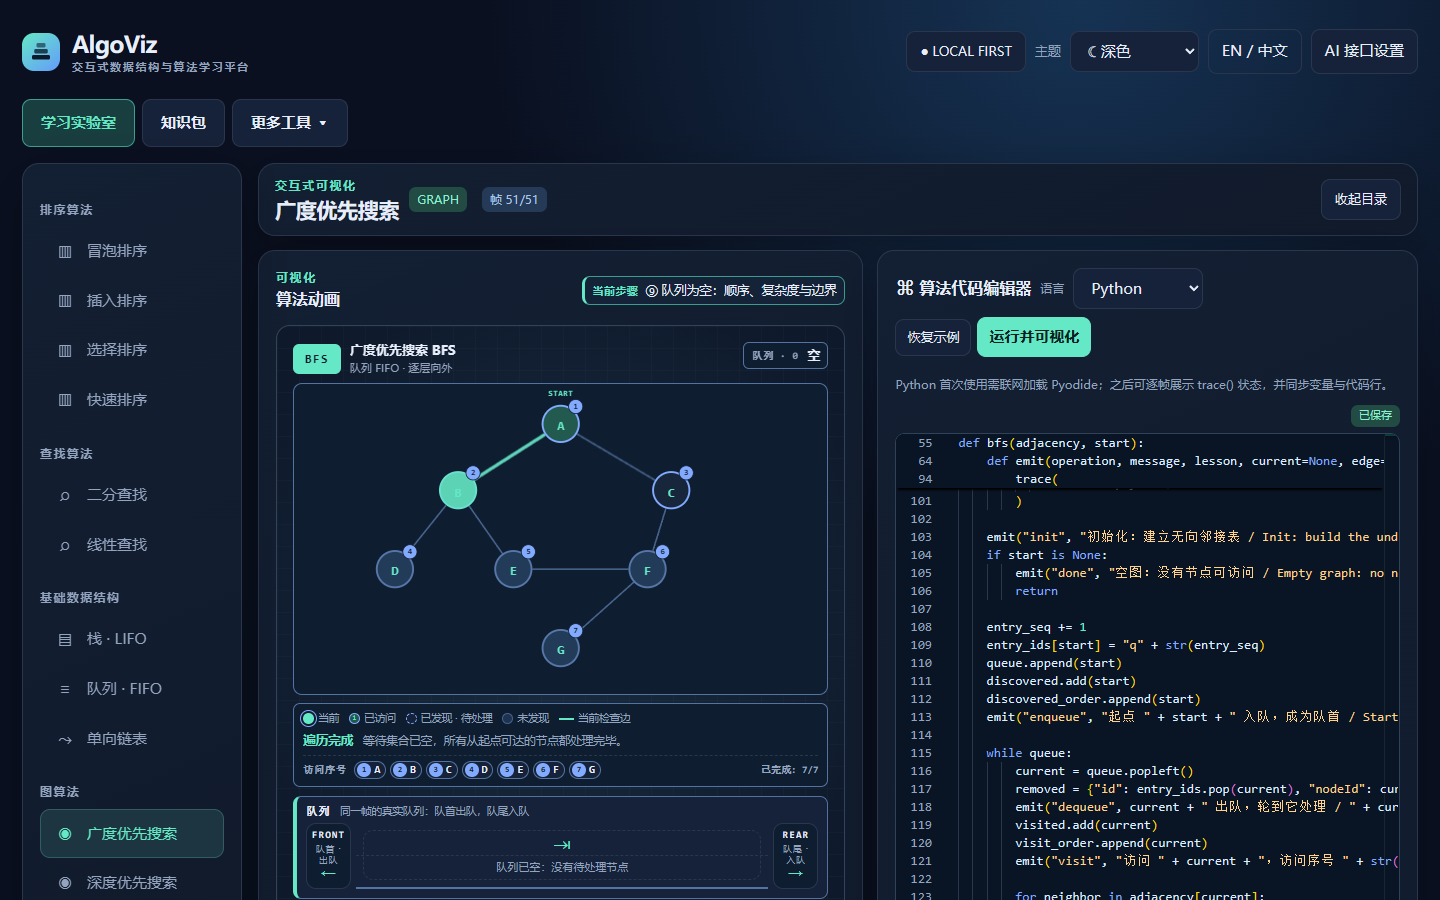 AlgoViz
交互式数据结构与算法学习平台
● LOCAL FIRST
主题
☾ 深色
EN / 中文
AI 接口设置
学习实验室
知识包
更多工具 ▾
排序算法
冒泡排序
插入排序
选择排序
快速排序
查找算法
二分查找
线性查找
基础数据结构
栈 · LIFO
队列 · FIFO
单向链表
图算法
广度优先搜索
深度优先搜索
交互式可视化
广度优先搜索
GRAPH
帧 51/51
收起目录
可视化
算法动画
当前步骤 ⑨ 队列为空：顺序、复杂度与边界
BFS
广度优先搜索 BFS
队列 FIFO · 逐层向外
队列 · 0 空
START
A 1
B 2
C 3
D 4
E 5
F 6
G 7
当前 1 已访问 已发现 · 待处理 未发现 当前检查边
遍历完成 等待集合已空，所有从起点可达的节点都处理完毕。
访问序号 1 A 2 B 3 C 4 D 5 E 6 F 7 G 已完成：7/7
队列 同一帧的真实队列：队首出队，队尾入队
FRONT
队首 ·
出队
←
⇥
队列已空：没有待处理节点
REAR
队尾 ·
入队
→
⌘ 算法代码编辑器
语言
Python
恢复示例
运行并可视化
Python 首次使用需联网加载 Pyodide；之后可逐帧展示 trace() 状态，并同步变量与代码行。
已保存
55 def bfs(adjacency, start):
64 def emit(operation, message, lesson, current=None, edge=
94 trace(
101 )
102
103 emit("init", "初始化：建立无向邻接表 / Init: build the und
104 if start is None:
105 emit("done", "空图：没有节点可访问 / Empty graph: no n
106 return
107
108 entry_seq += 1
109 entry_ids[start] = "q" + str(entry_seq)
110 queue.append(start)
111 discovered.add(start)
112 discovered_order.append(start)
113 emit("enqueue", "起点 " + start + " 入队，成为队首 / Start
114
115 while queue:
116 current = queue.popleft()
117 removed = {"id": entry_ids.pop(current), "nodeId": cur
118 emit("dequeue", current + " 出队，轮到它处理 / " + cur
119 visited.add(current)
120 visit_order.append(current)
121 emit("visit", "访问 " + current + "，访问序号 " + str(
122
123 for neighbor in adjacency[current]: